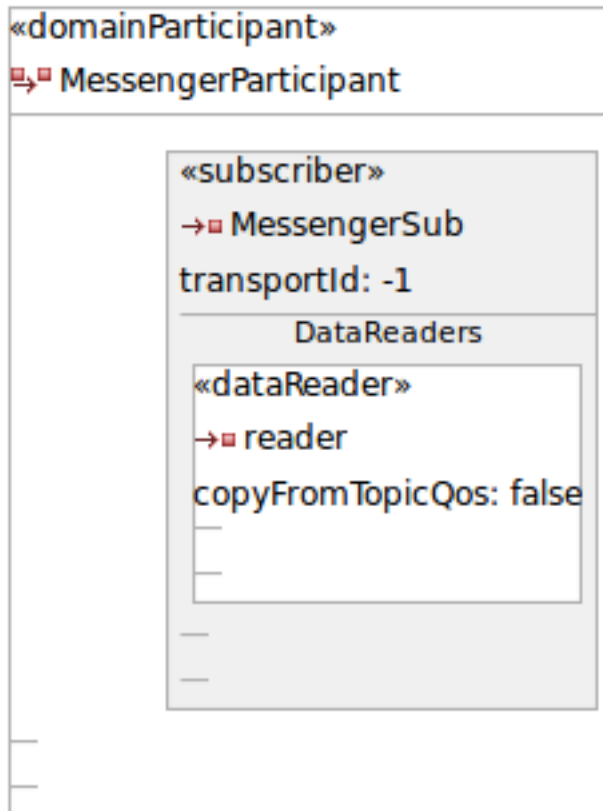 «domainParticipant»
MessengerParticipant
«subscriber»
MessengerSub
transportId: -1
DataReaders
«dataReader»
reader
copyFromTopicQos: false